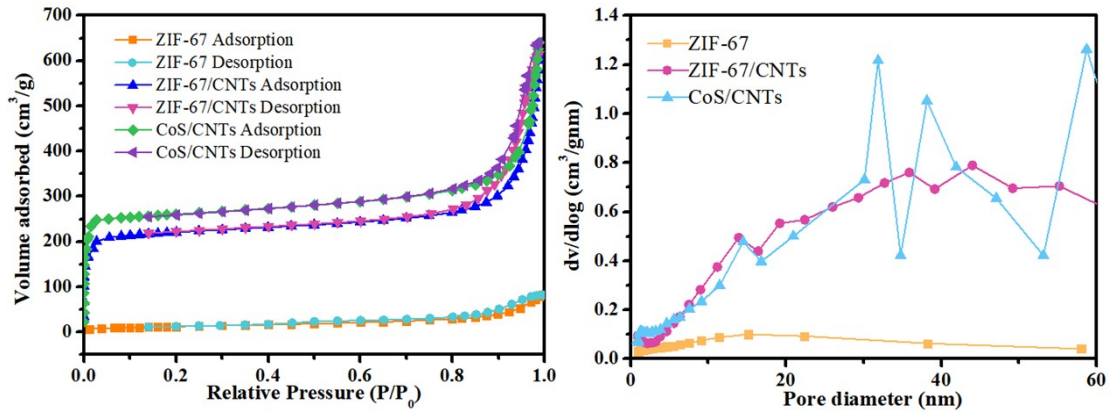 700
600
500
400
300
200
100
0
Volume adsorbed (cm³/g)
ZIF-67 Adsorption
ZIF-67 Desorption
ZIF-67/CNTs Adsorption
ZIF-67/CNTs Desorption
CoS/CNTs Adsorption
CoS/CNTs Desorption
0.0 0.2 0.4 0.6 0.8 1.0
Relative Pressure (P/P₀)
1.4
1.2
1.0
0.8
0.6
0.4
0.2
0.0
dv/dlog (cm³/gnm)
ZIF-67
ZIF-67/CNTs
CoS/CNTs
0 20 40 60
Pore diameter (nm)